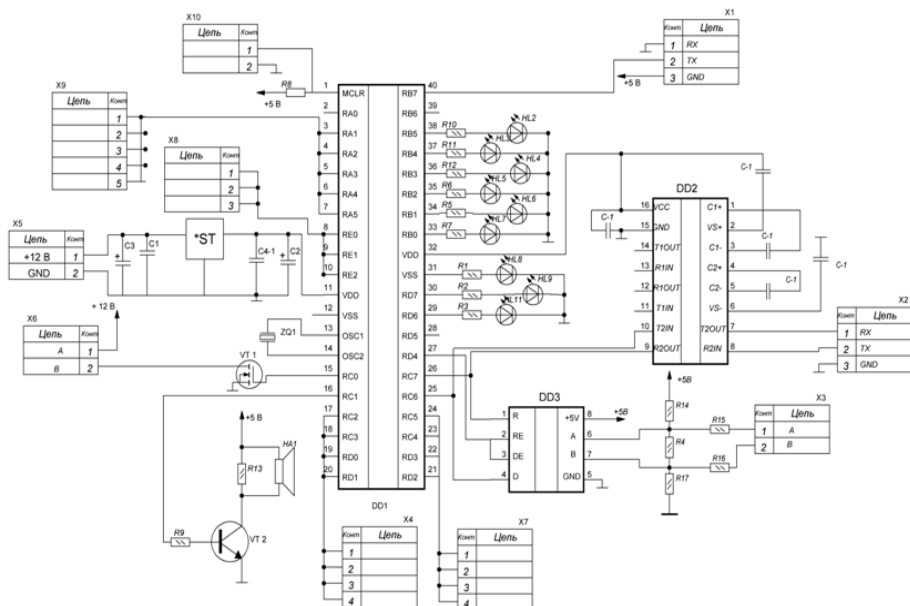 X10
Цепь Конт
1
2
X1
Конт Цепь
1 RX
2 TX
3 GND
+5 В
X9
Цепь Конт
1
2
3
4
5
R8
+5 В
X8
Цепь Конт
1
2
3
X5
Цепь Конт
+12 В 1
GND 2
C3
C1
*ST
C4-1
C2
+ 12 В
X6
Цепь Конт
А 1
В 2
VT 1
ZQ1
1 MCLR
2 RA0
3 RA1
4 RA2
5 RA3
6 RA4
7 RA5
8 RE0
9 RE1
10 RE2
11 VDD
12 VSS
13 OSC1
14 OSC2
15 RC0
16 RC1
17 RC2
18 RC3
19 RD0
20 RD1
RB7 40
RB6 39
RB5 38
RB4 37
RB3 36
RB2 35
RB1 34
RB0 33
VDD 32
VSS 31
RD7 30
RD6 29
RD5 28
RD4 27
RC7 26
RC6 25
RC5 24
RC4 23
RD3 22
RD2 21
DD1
R10
R11
R12
R6
R5
R7
HL2
HL3
HL4
HL5
HL6
HL7
R1
R2
R3
HL8
HL9
HL11
DD2
16 VCC
15 GND
14 T1OUT
13 R1IN
12 R1OUT
11 T1IN
10 T2IN
9 R2OUT
C1+ 1
VS+ 2
C1- 3
C2+ 4
C2- 5
VS- 6
T2OUT 7
R2IN 8
C-1
C-1
C-1
C-1
C-1
X2
Конт Цепь
1 RX
2 TX
3 GND
DD3
1 R
2 RE
3 DE
4 D
+5V 8
A 6
B 7
GND 5
+5В
+5В
R14
R4
R17
R15
R16
X3
Конт Цепь
1 А
2 В
+5 В
R13
HA1
R9
VT 2
X4
Конт Цепь
1
2
3
4
X7
Конт Цепь
1
2
3
4